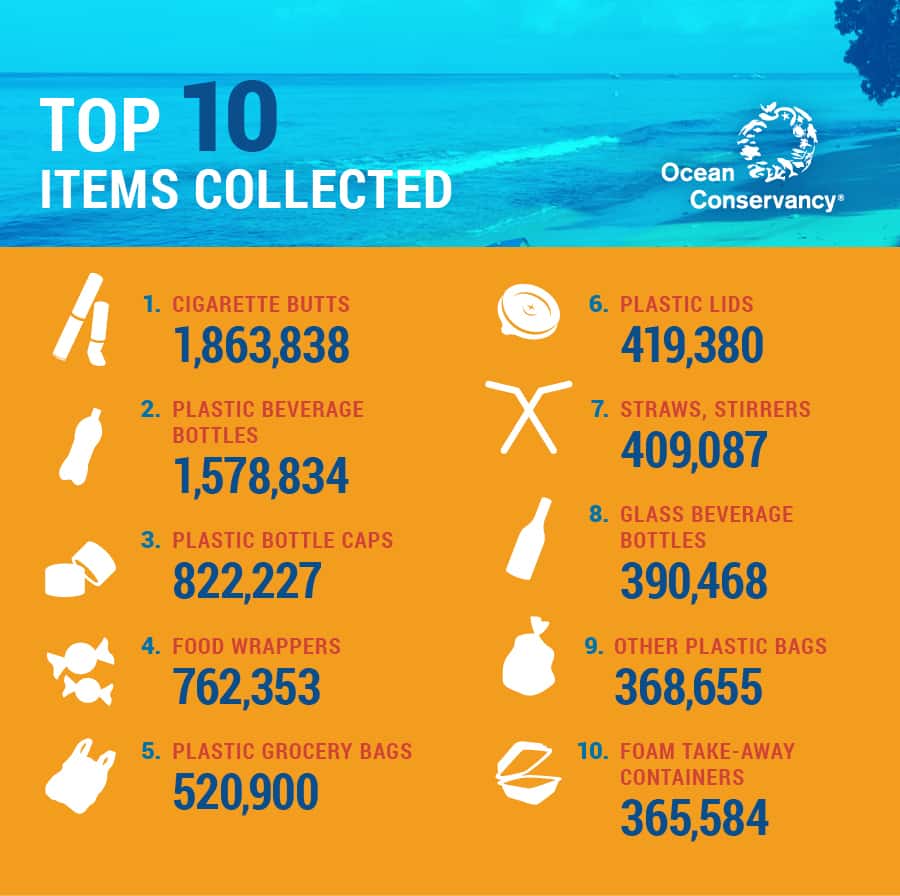 TOP 10
ITEMS COLLECTED
Ocean
Conservancy®
1. CIGARETTE BUTTS
1,863,838
2. PLASTIC BEVERAGE
BOTTLES
1,578,834
3. PLASTIC BOTTLE CAPS
822,227
4. FOOD WRAPPERS
762,353
5. PLASTIC GROCERY BAGS
520,900
6. PLASTIC LIDS
419,380
7. STRAWS, STIRRERS
409,087
8. GLASS BEVERAGE
BOTTLES
390,468
9. OTHER PLASTIC BAGS
368,655
10. FOAM TAKE-AWAY
CONTAINERS
365,584